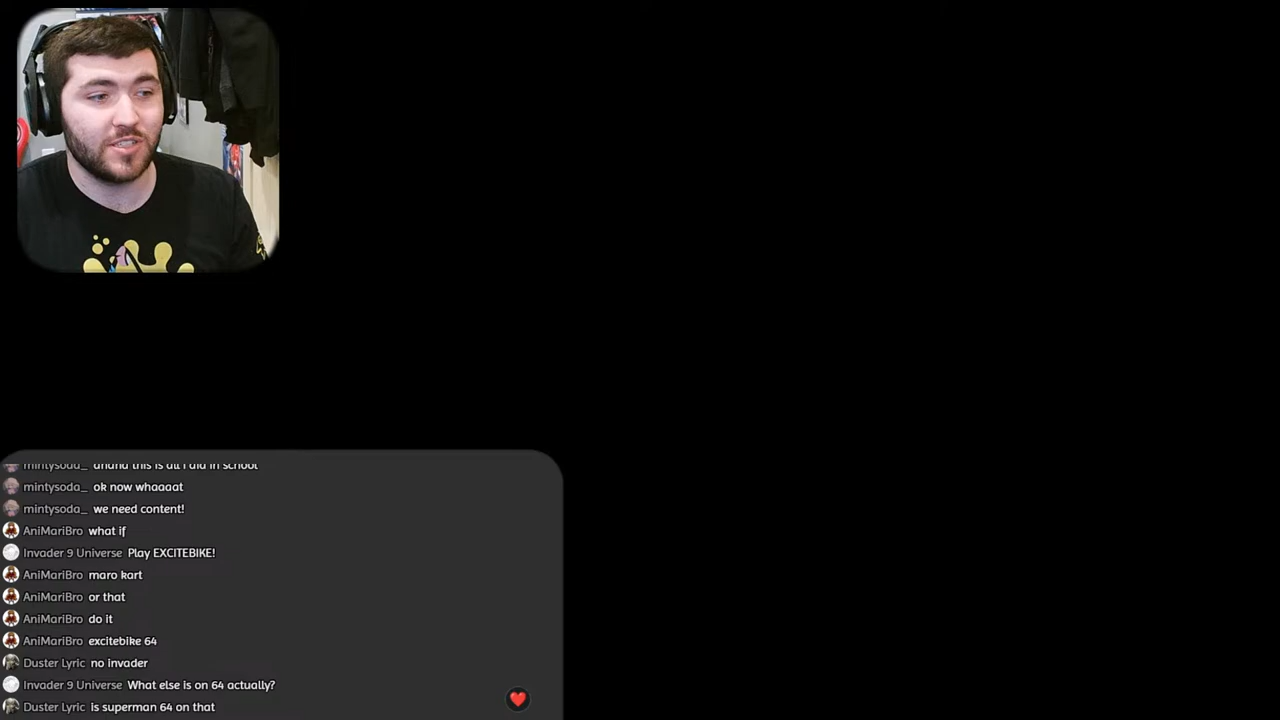 mintysoda_ ahaha this is all i did in school
mintysoda_ ok now whaaaat
mintysoda_ we need content!
AniMariBro what if
Invader 9 Universe Play EXCITEBIKE!
AniMariBro maro kart
AniMariBro or that
AniMariBro do it
AniMariBro excitebike 64
Duster Lyric no invader
Invader 9 Universe What else is on 64 actually?
Duster Lyric is superman 64 on that